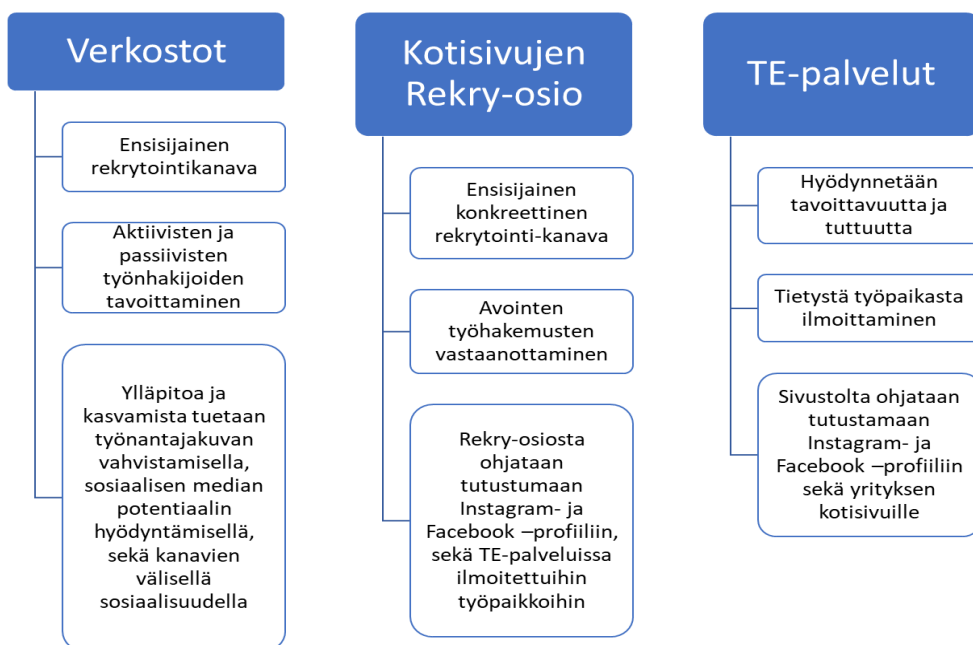 Verkostot
Ensisijainen
rekrytointikanava
Aktiivisten ja
passiivisten
työnhakijoiden
tavoittaminen
Ylläpitoa ja
kasvamista tuetaan
työnantajakuvan
vahvistamisella,
sosiaalisen median
potentiaalin
hyödyntämisellä,
sekä kanavien
välisellä
sosiaalisuudella
Kotisivujen
Rekry-osio
Ensisijainen
konkreettinen
rekrytointi-kanava
Avointen
työhakemusten
vastaanottaminen
Rekry-osiosta
ohjataan
tutustumaan
Instagram- ja
Facebook –profiiliin,
sekä TE-palveluissa
ilmoitettuihin
työpaikkoihin
TE-palvelut
Hyödynnetään
tavoittavuutta ja
tuttuutta
Tietystä työpaikasta
ilmoittaminen
Sivustolta ohjataan
tutustumaan
Instagram- ja
Facebook –profiiliin
sekä yrityksen
kotisivuille